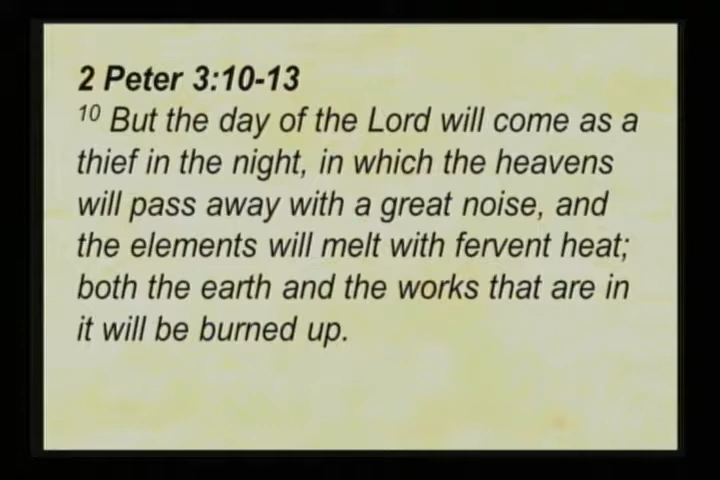 2 Peter 3:10-13
10 But the day of the Lord will come as a
thief in the night, in which the heavens
will pass away with a great noise, and
the elements will melt with fervent heat;
both the earth and the works that are in
it will be burned up.